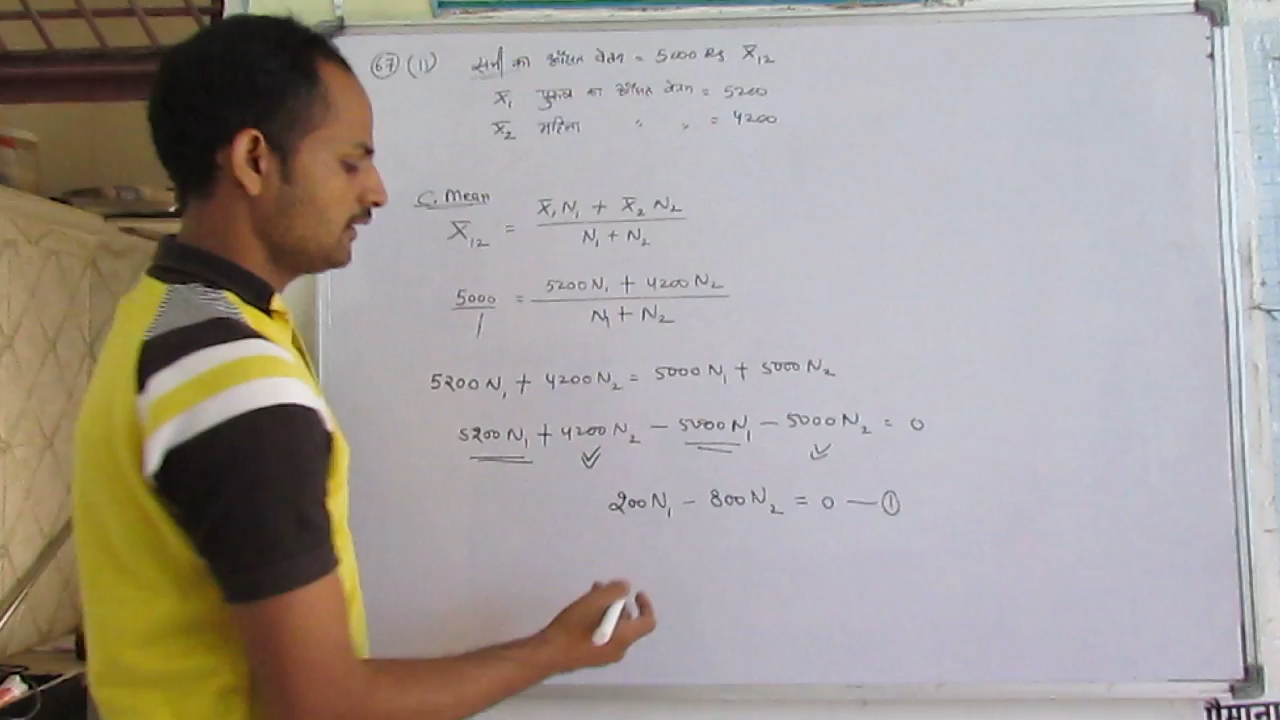 67 (1) सभी का औसत वेतन = 5000 Rs X̄12
X̄1 पुरुष का औसत वेतन = 5200
X̄2 महिला " " = 4200
C. Mean
X̄12 = X̄1N1 + X̄2N2 / N1 + N2
5000 / 1 = 5200N1 + 4200N2 / N1 + N2
5200N1 + 4200N2 = 5000N1 + 5000N2
5200N1 + 4200N2 - 5000N1 - 5000N2 = 0
200N1 - 800N2 = 0 — ①